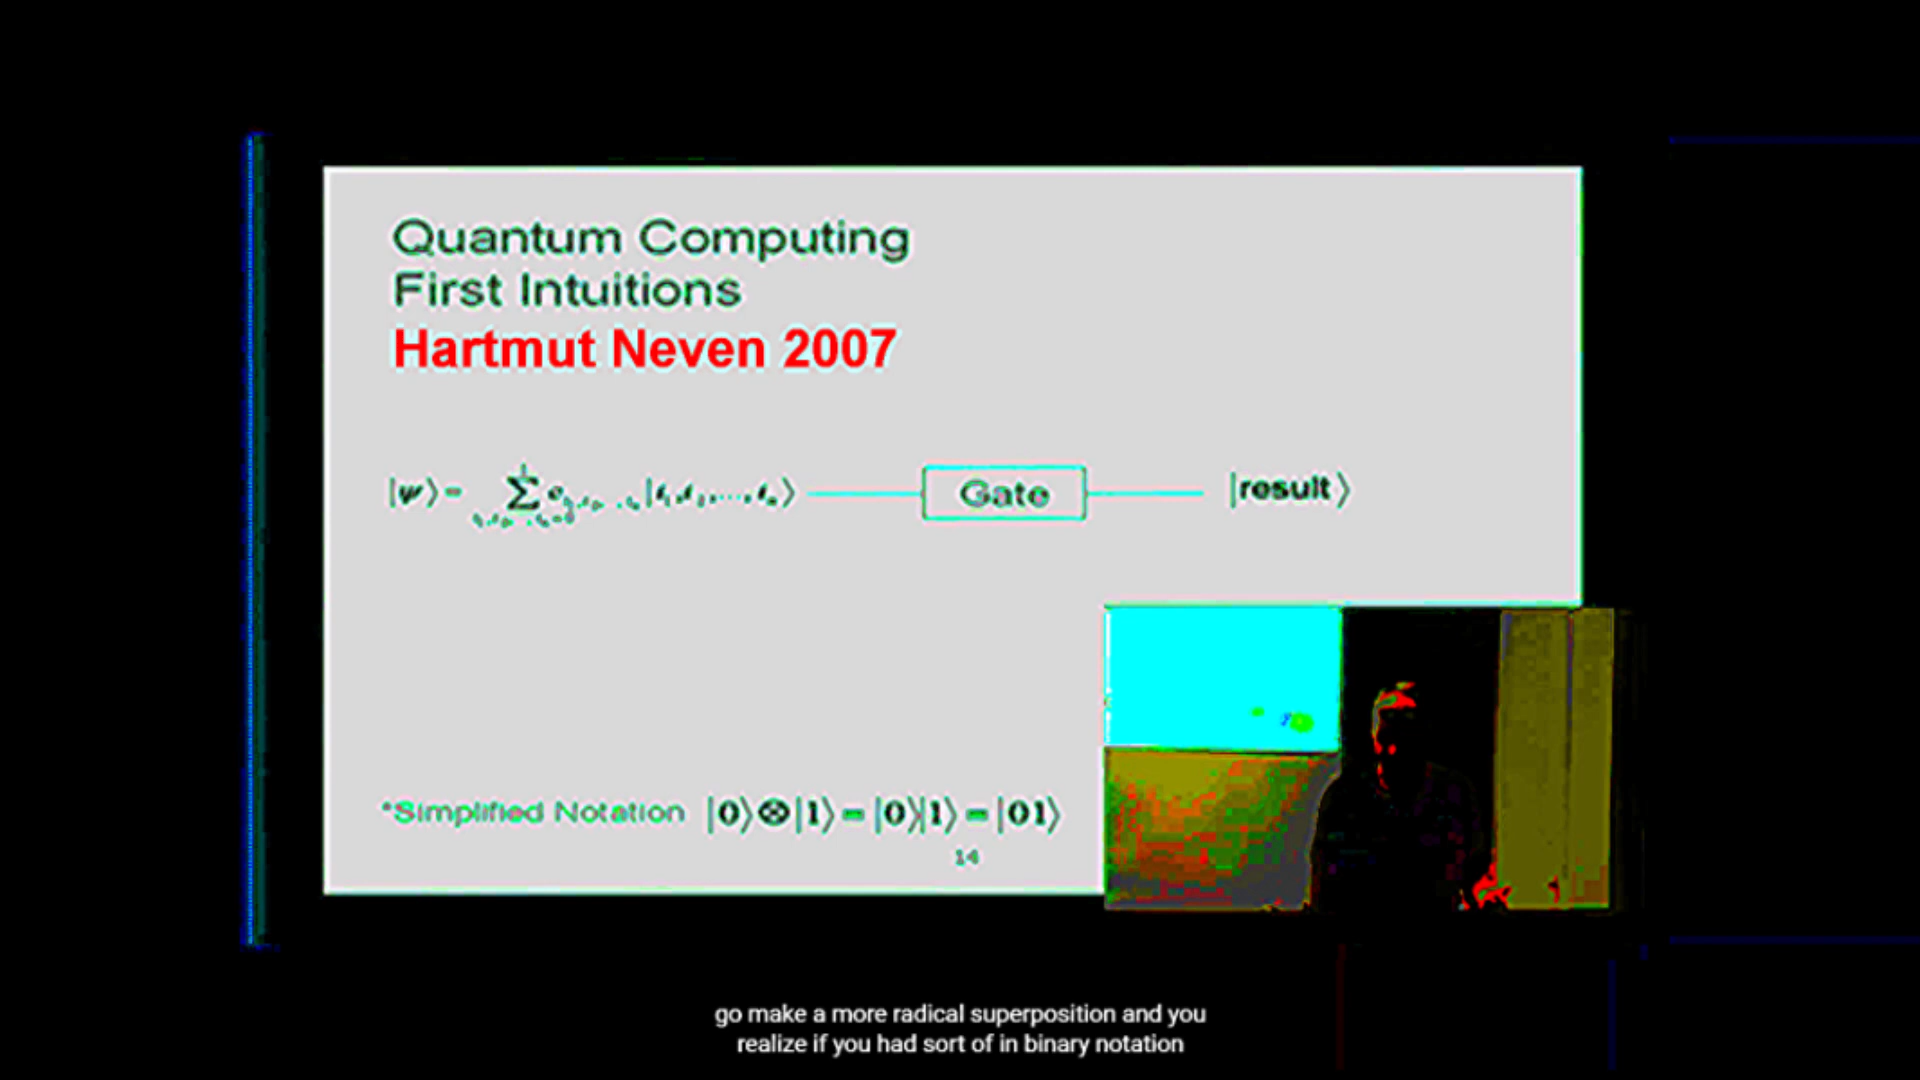 Quantum Computing
First Intuitions
Hartmut Neven 2007
|ψ⟩ = ∑
Gate
|result⟩
*Simplified Notation |0⟩⊗|1⟩=|0⟩|1⟩=|01⟩
14
go make a more radical superposition and you
realize if you had sort of in binary notation